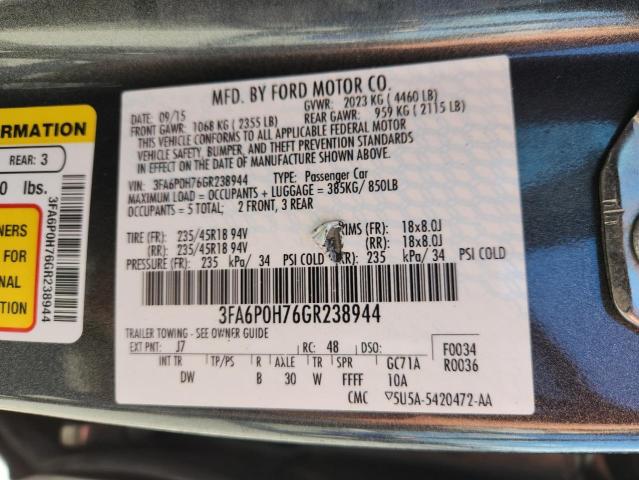 MFD. BY FORD MOTOR CO.
DATE: 09/15 GVWR: 2023 KG ( 4460 LB)
FRONT GAWR: 1068 KG ( 2355 LB) REAR GAWR: 959 KG ( 2115 LB)
THIS VEHICLE CONFORMS TO ALL APPLICABLE FEDERAL MOTOR
VEHICLE SAFETY, BUMPER, AND THEFT PREVENTION STANDARDS
IN EFFECT ON THE DATE OF MANUFACTURE SHOWN ABOVE.
VIN: 3FA6P0H76GR238944 TYPE: Passenger Car
MAXIMUM LOAD = OCCUPANTS + LUGGAGE = 385KG/ 850LB
OCCUPANTS = 5 TOTAL; 2 FRONT, 3 REAR
TIRE (FR): 235/45R18 94V RIMS (FR): 18x8.0J
(RR): 235/45R18 94V (RR): 18x8.0J
PRESSURE (FR): 235 kPa/ 34 PSI COLD (RR): 235 kPa/ 34 PSI COLD
3FA6P0H76GR238944
TRAILER TOWING - SEE OWNER GUIDE
EXT PNT: J7 RC: 48 DSO: F0034
R0036
INT TR TP/PS R AXLE TR SPR GC71A
DW B 30 W FFFF 10A
CMC ▽5U5A-5420472-AA
ORMATION
REAR: 3
0 lbs.
NERS
FOR
NAL
N
3FA6P0H76GR238944